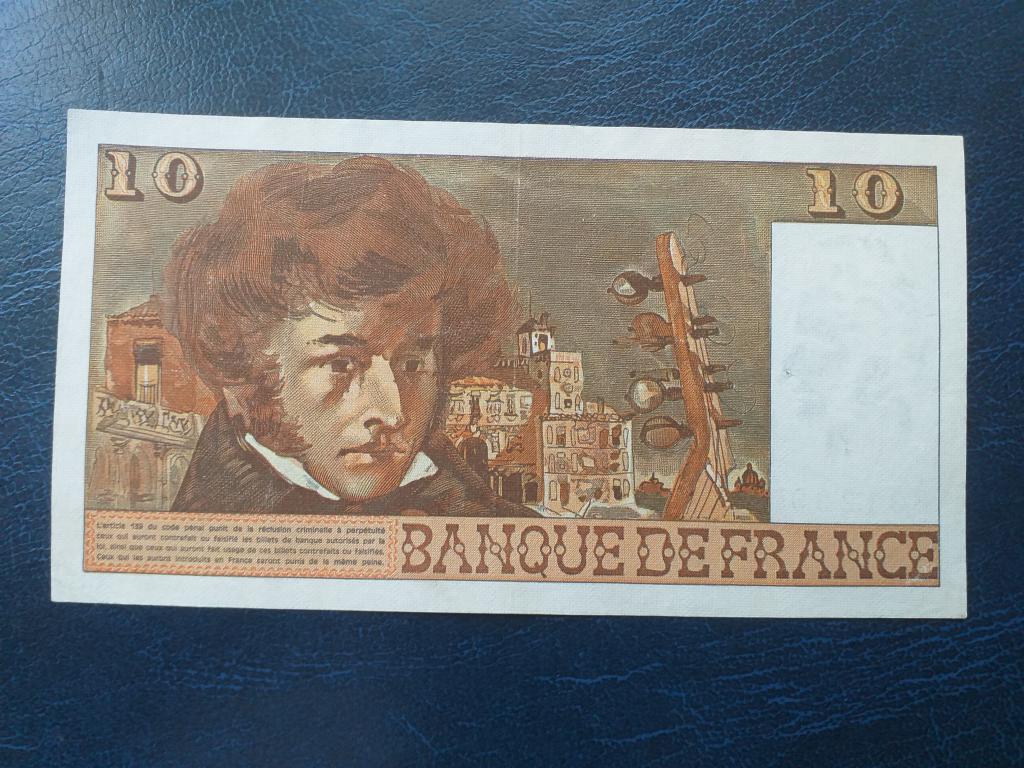 10
10
L'article 139 du code pénal punit de la réclusion criminelle à perpétuité
ceux qui auront contrefait ou falsifié les billets de banque autorisés par la
loi, ainsi que ceux qui auront fait usage de ces billets contrefaits ou falsifiés.
Ceux qui les auront introduits en France seront punis de la même peine.
BANQUE DE FRANCE